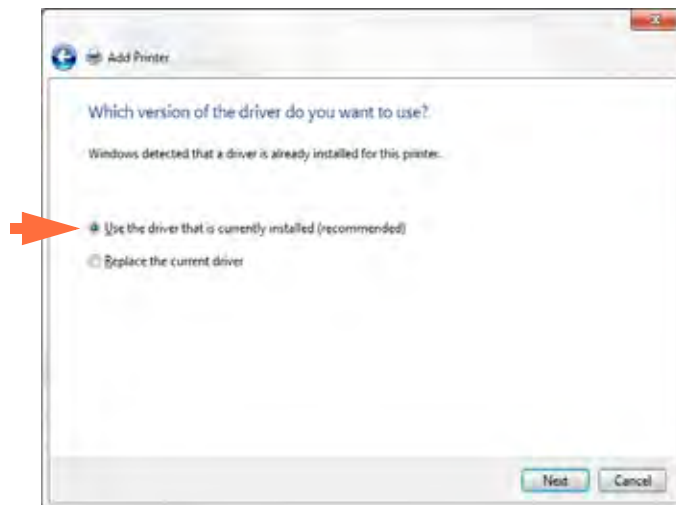 Add Printer
Which version of the driver do you want to use?
Windows detected that a driver is already installed for this printer.
Use the driver that is currently installed (recommended)
Replace the current driver
Next Cancel